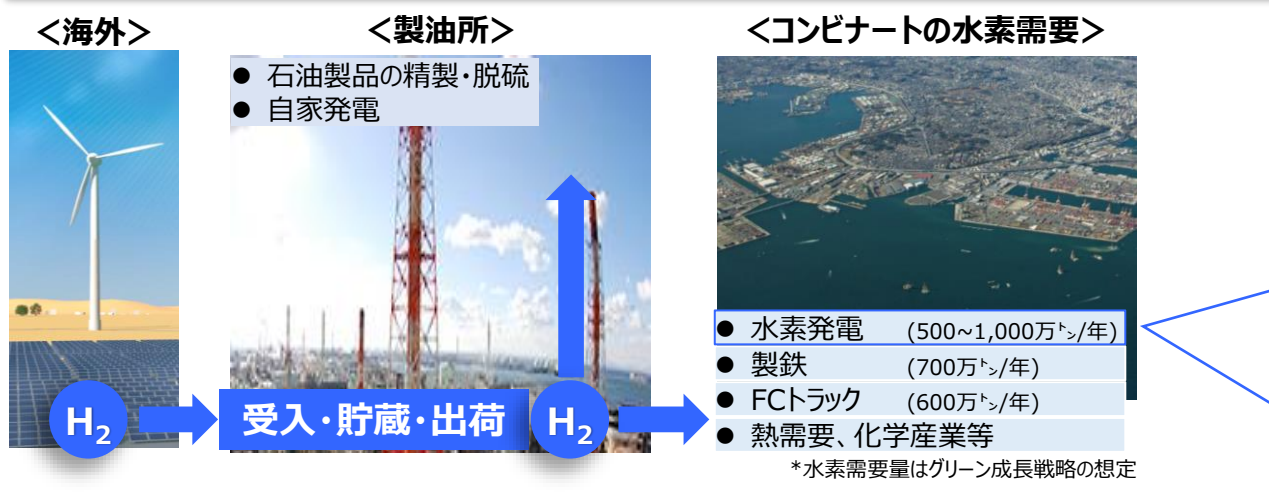 <海外>
<製油所>
<コンビナートの水素需要>
● 石油製品の精製・脱硫
● 自家発電
● 水素発電 (500~1,000万㌧/年)
● 製鉄 (700万㌧/年)
● FCトラック (600万㌧/年)
● 熱需要、化学産業等
H₂
受入・貯蔵・出荷
H₂
*水素需要量はグリーン成長戦略の想定